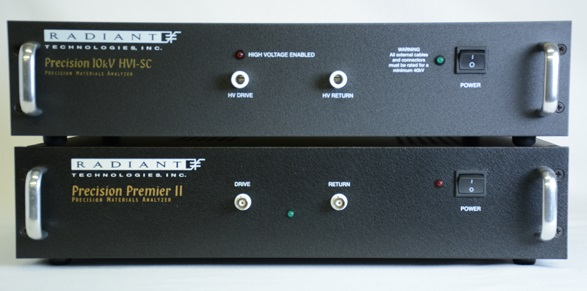 RADIANT
TECHNOLOGIES, INC.
Precision 10kV HVI-SC
PRECISION MATERIALS ANALYZER
HIGH VOLTAGE ENABLED
HV DRIVE
HV RETURN
WARNING
All external cables
and connectors
must be rated for a
minimum 40kV
I
O
POWER
RADIANT
TECHNOLOGIES, INC.
Precision Premier II
PRECISION MATERIALS ANALYZER
DRIVE
RETURN
I
O
POWER